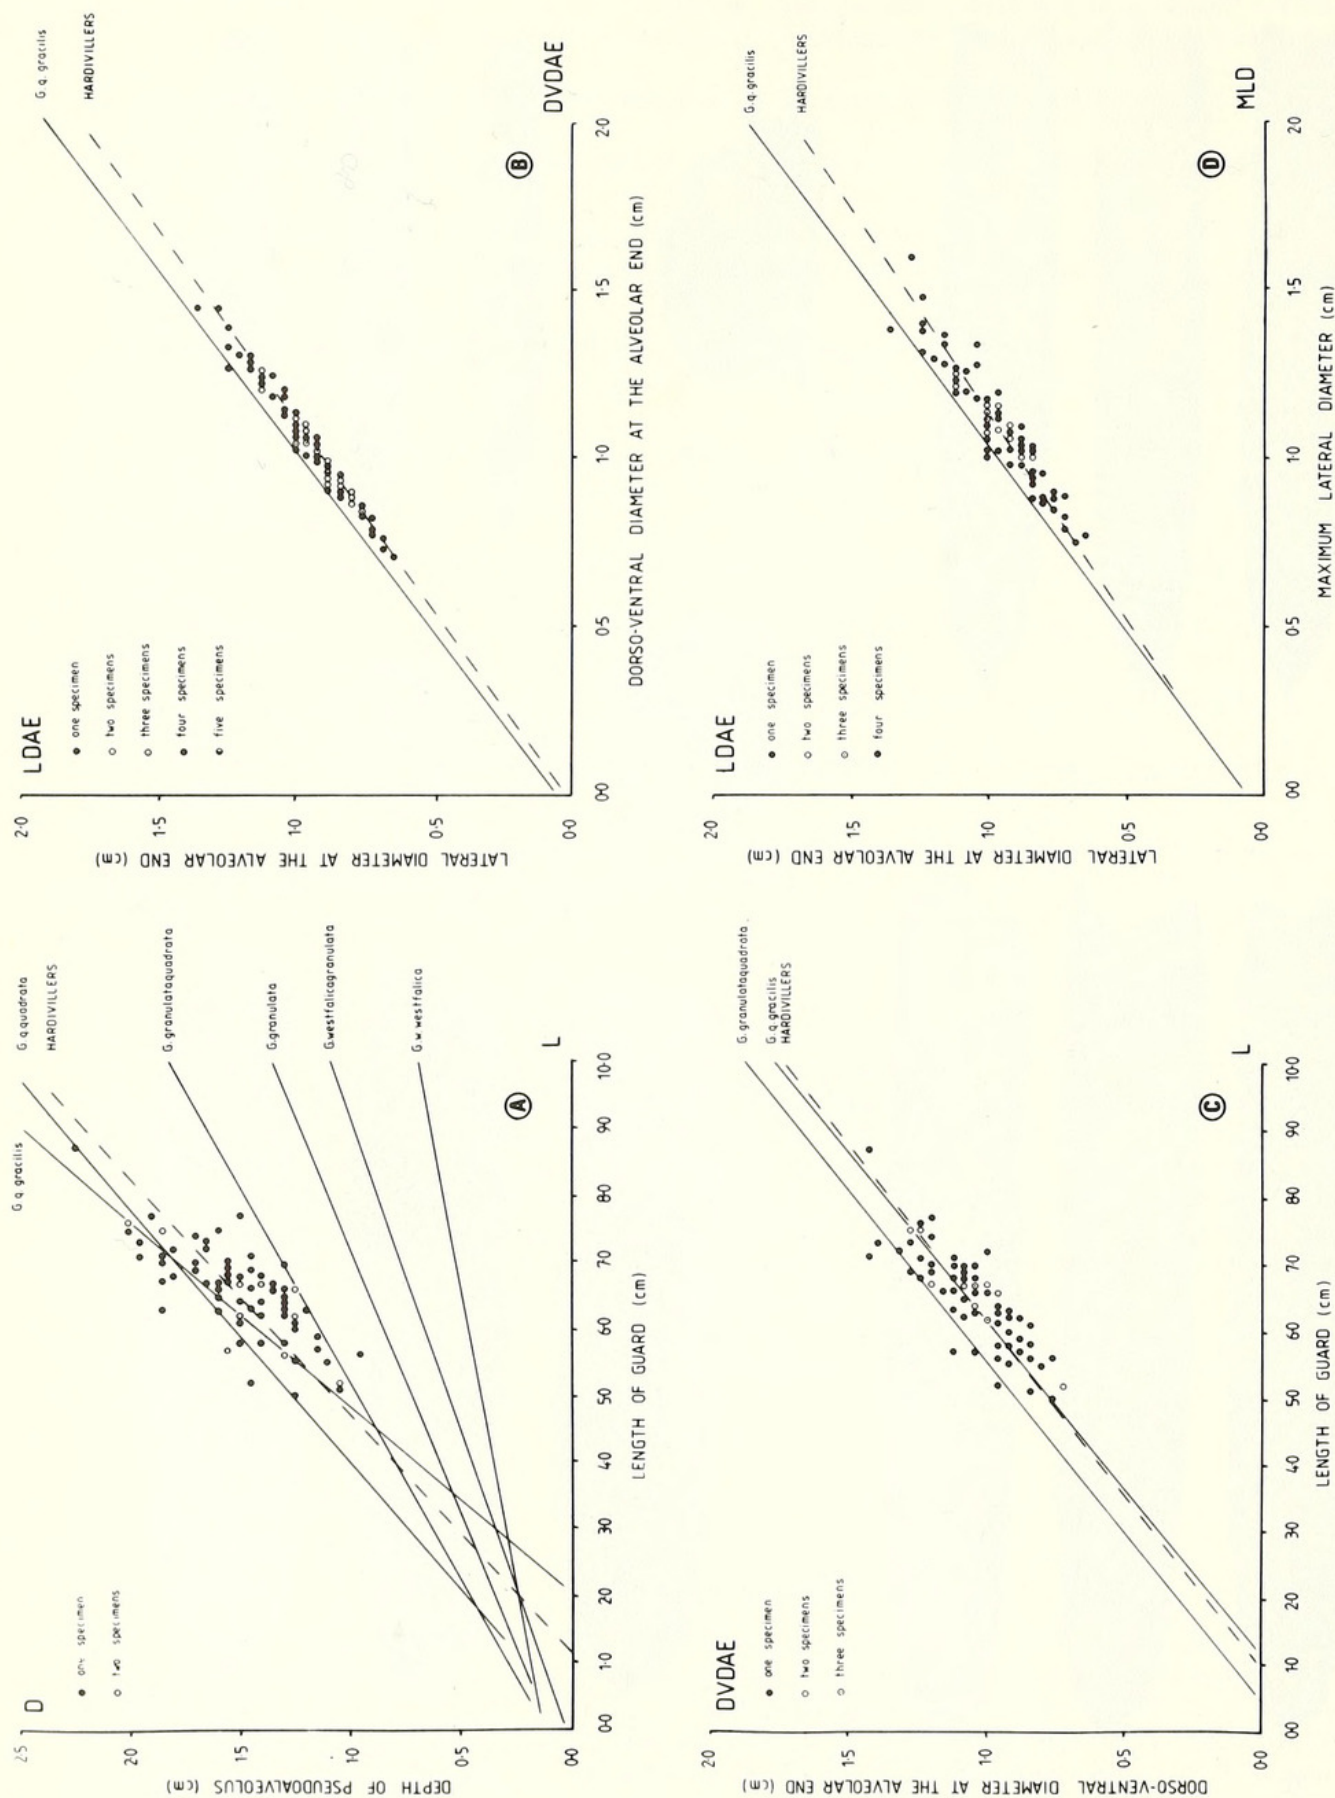 D
● one specimen
○ two specimens
2·5
2·0
1·5
1·0
0·5
0·0
DEPTH OF PSEUDOALVEOLUS (cm)
0·0
1·0
2·0
3·0
4·0
5·0
6·0
7·0
8·0
9·0
10·0
L
LENGTH OF GUARD (cm)
G.q. gracilis
G.q.quadrata
HARDIVILLERS
G.granulataquadrata
G.granulata
G.westfalicagranulata
G.w.westfalica
A
LDAE
● one specimen
○ two specimens
○ three specimens
● four specimens
● five specimens
2·0
1·5
1·0
0·5
0·0
LATERAL DIAMETER AT THE ALVEOLAR END (cm)
0·0
0·5
1·0
1·5
2·0
DVDAE
DORSO-VENTRAL DIAMETER AT THE ALVEOLAR END (cm)
G.q. gracilis
HARDIVILLERS
B
DVDAE
● one specimen
○ two specimens
○ three specimens
2·0
1·5
1·0
0·5
0·0
DORSO-VENTRAL DIAMETER AT THE ALVEOLAR END (cm)
0·0
1·0
2·0
3·0
4·0
5·0
6·0
7·0
8·0
9·0
10·0
L
LENGTH OF GUARD (cm)
G.granulataquadrata.
G.q.gracilis
HARDIVILLERS
C
LDAE
● one specimen
○ two specimens
○ three specimens
● four specimens
2·0
1·5
1·0
0·5
0·0
LATERAL DIAMETER AT THE ALVEOLAR END (cm)
0·0
0·5
1·0
1·5
2·0
MLD
MAXIMUM LATERAL DIAMETER (cm)
G.q.gracilis
HARDIVILLERS
D